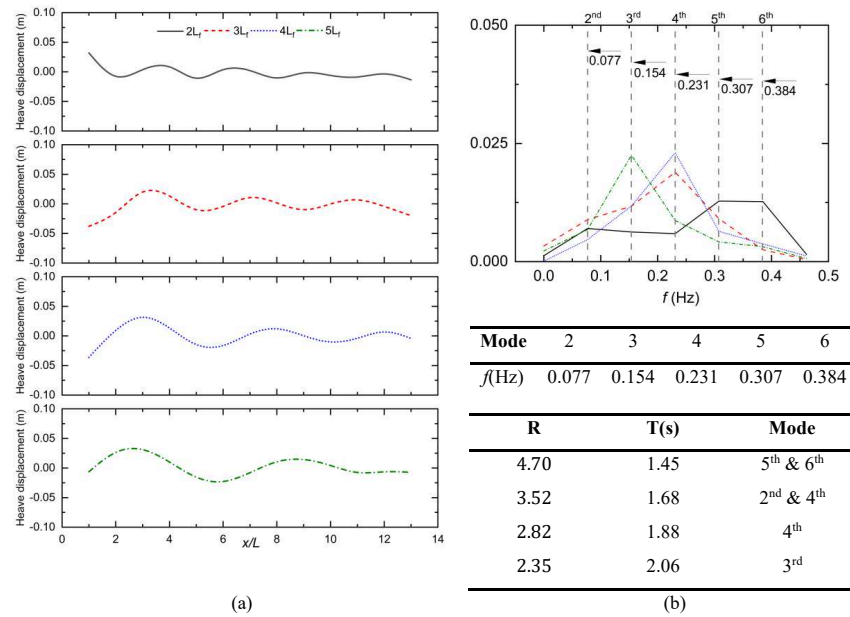 0.10
2L_f 3L_f 4L_f 5L_f
0.05
0.00
-0.05
-0.10
Heave displacement (m)
0.10
0.05
0.00
-0.05
-0.10
Heave displacement (m)
0.10
0.05
0.00
-0.05
-0.10
Heave displacement (m)
0.10
0.05
0.00
-0.05
-0.10
Heave displacement (m)
0 2 4 6 8 10 12 14
x/L
(a)
2nd 3rd 4th 5th 6th
0.050
0.025
0.000
0.077
0.154
0.231
0.307
0.384
0.0 0.1 0.2 0.3 0.4 0.5
f (Hz)
Mode 2 3 4 5 6
f(Hz) 0.077 0.154 0.231 0.307 0.384
R T(s) Mode
4.70 1.45 5th & 6th
3.52 1.68 2nd & 4th
2.82 1.88 4th
2.35 2.06 3rd
(b)